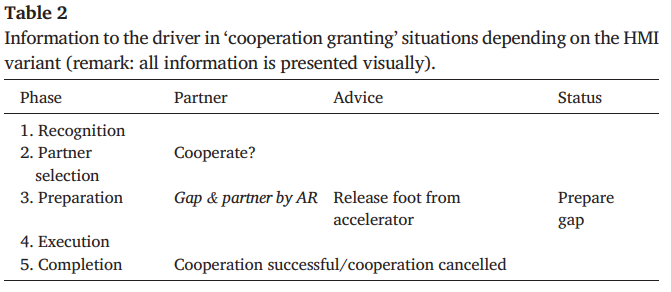 Table 2
Information to the driver in ‘cooperation granting’ situations depending on the HMI
variant (remark: all information is presented visually).
Phase Partner Advice Status
1. Recognition
2. Partner Cooperate?
selection
3. Preparation Gap & partner by AR Release foot from Prepare
accelerator gap
4. Execution
5. Completion Cooperation successful/cooperation cancelled